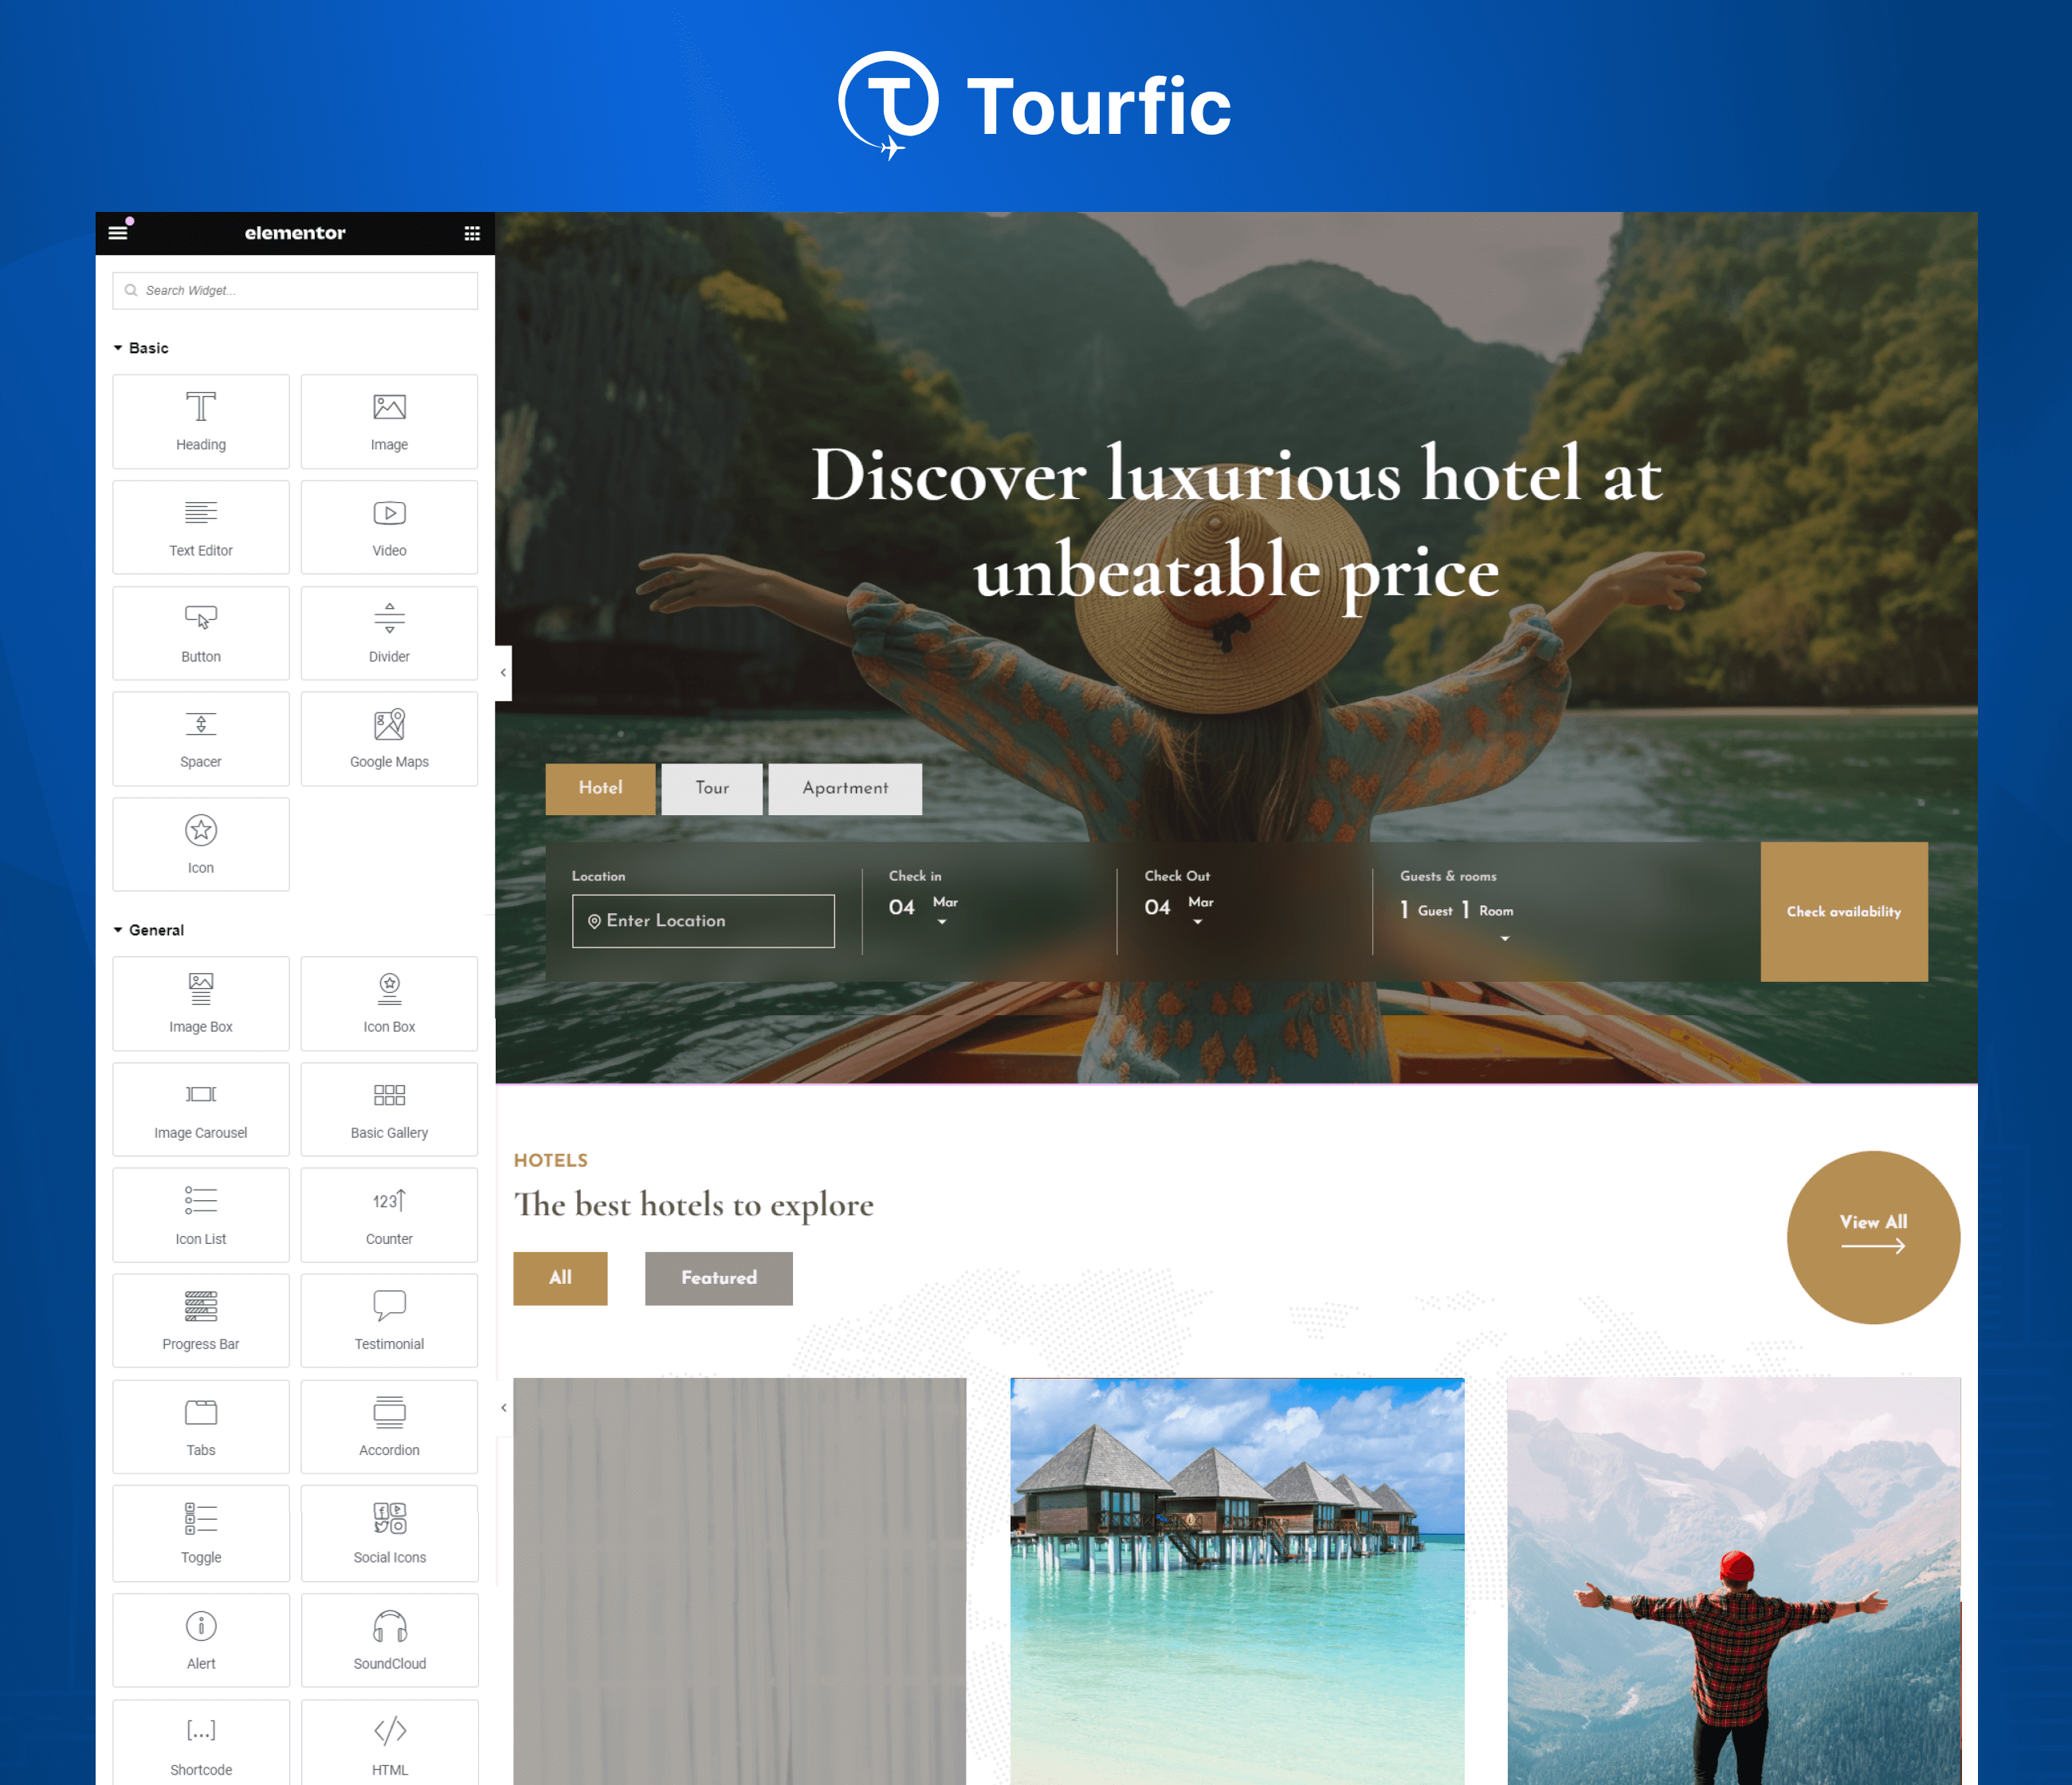 Tourfic
elementor
Search Widget...
Basic
Heading
Image
Text Editor
Video
Button
Divider
Spacer
Google Maps
Icon
General
Image Box
Icon Box
Image Carousel
Basic Gallery
Icon List
123
Counter
Progress Bar
Testimonial
Tabs
Accordion
Toggle
Social Icons
Alert
SoundCloud
[...]
Shortcode
</>
HTML
Discover luxurious hotel at
unbeatable price
Hotel
Tour
Apartment
Location
Enter Location
Check in
04 Mar
Check Out
04 Mar
Guests & rooms
1 Guest 1 Room
Check availability
HOTELS
The best hotels to explore
View All
All
Featured